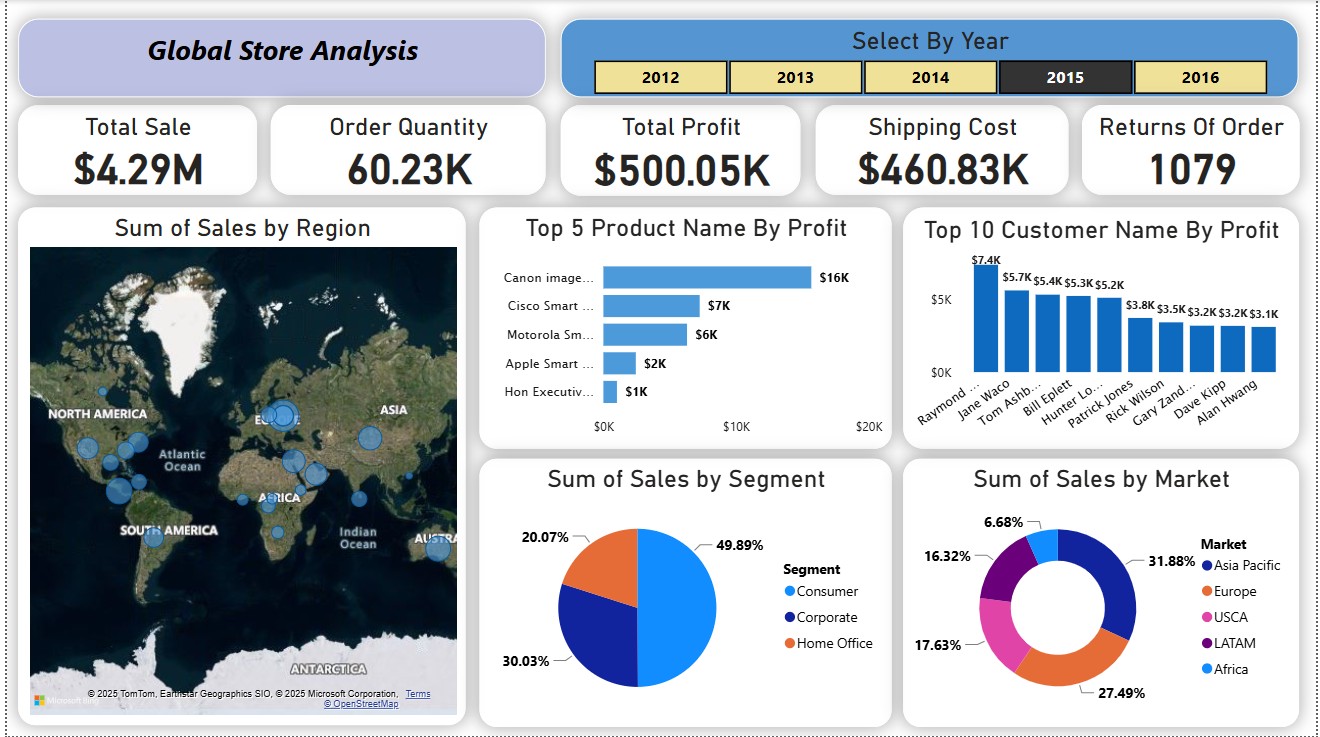 Global Store Analysis
Select By Year
2012 2013 2014 2015 2016
Total Sale
$4.29M
Order Quantity
60.23K
Total Profit
$500.05K
Shipping Cost
$460.83K
Returns Of Order
1079
Sum of Sales by Region
NORTH AMERICA
ASIA
Atlantic
Ocean
AFRICA
SOUTH AMERICA
Indian
Ocean
ANTARCTICA
© 2025 TomTom, Earthstar Geographics SIO, © 2025 Microsoft Corporation, Terms
© OpenStreetMap
Microsoft Bing
Top 5 Product Name By Profit
Canon image... $16K
Cisco Smart ... $7K
Motorola Sm... $6K
Apple Smart ... $2K
Hon Executiv... $1K
$0K $10K $20K
Top 10 Customer Name By Profit
$7.4K $5.7K $5.4K $5.3K $5.2K $3.8K $3.5K $3.2K $3.2K $3.1K
$5K
$0K
Raymond ... Jane Waco Tom Ashb... Bill Eplett Hunter Lo... Patrick Jones Rick Wilson Gary Zand... Dave Kipp Alan Hwang
Sum of Sales by Segment
20.07%
49.89%
30.03%
Segment
Consumer
Corporate
Home Office
Sum of Sales by Market
6.68%
16.32%
31.88%
17.63%
27.49%
Market
Asia Pacific
Europe
USCA
LATAM
Africa